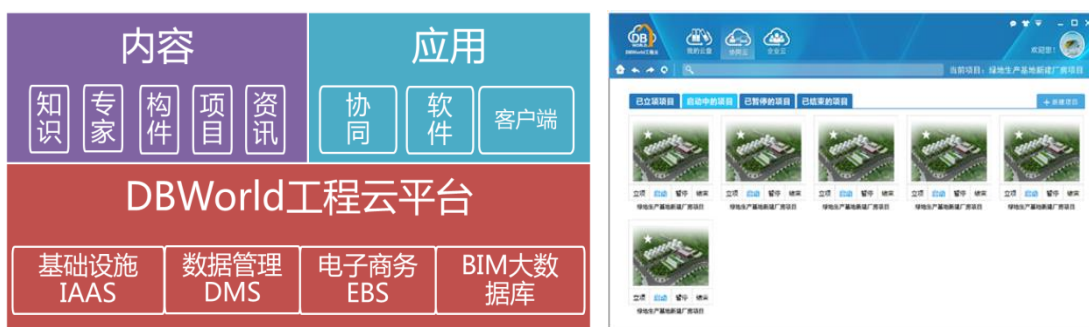 内容
知识
专家
构件
项目
资讯
应用
协同
软件
客户端
DBWorld工程云平台
基础设施
IAAS
数据管理
DMS
电子商务
EBS
BIM大数
据库
DB
WORLD
DBWorld工程云
我的云盘
协同云
企业云
欢迎您！
当前项目：绿地生产基地新建厂房项目
已立项项目 启动中的项目 已暂停的项目 已结束的项目
+ 新建项目
立项 启动 暂停 结束
绿地生产基地新建厂房项目
立项 启动 暂停 结束
绿地生产基地新建厂房项目
立项 启动 暂停 结束
绿地生产基地新建厂房项目
立项 启动 暂停 结束
绿地生产基地新建厂房项目
立项 启动 暂停 结束
绿地生产基地新建厂房项目
立项 启动 暂停 结束
绿地生产基地新建厂房项目